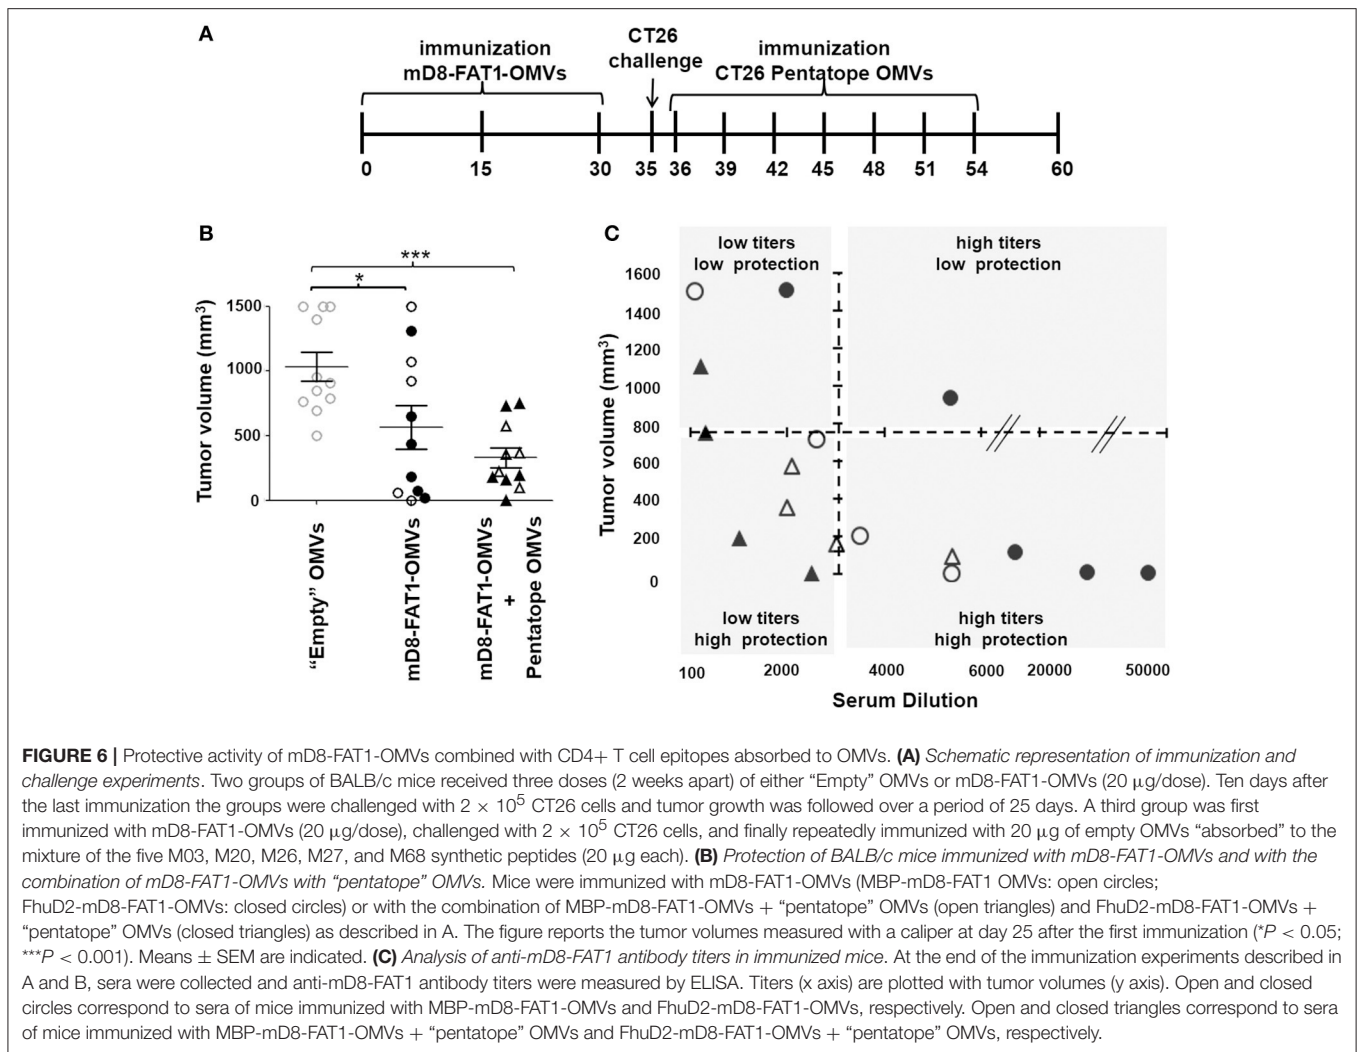 A
immunization
mD8-FAT1-OMVs
CT26
challenge
immunization
CT26 Pentatope OMVs
0 15 30 35 36 39 42 45 48 51 54 60
B
***
*
Tumor volume (mm³)
1500
1000
500
0
“Empty” OMVs
mD8-FAT1-OMVs
mD8-FAT1-OMVs
+
Pentatope OMVs
C
low titers
low protection
high titers
low protection
Tumor volume (mm³)
1600
1400
1200
1000
800
600
400
200
0
low titers
high protection
high titers
high protection
100 2000 4000 6000 20000 50000
Serum Dilution
FIGURE 6 | Protective activity of mD8-FAT1-OMVs combined with CD4+ T cell epitopes absorbed to OMVs. (A) Schematic representation of immunization and
challenge experiments. Two groups of BALB/c mice received three doses (2 weeks apart) of either “Empty” OMVs or mD8-FAT1-OMVs (20 μg/dose). Ten days after
the last immunization the groups were challenged with 2 × 10⁵ CT26 cells and tumor growth was followed over a period of 25 days. A third group was first
immunized with mD8-FAT1-OMVs (20 μg/dose), challenged with 2 × 10⁵ CT26 cells, and finally repeatedly immunized with 20 μg of empty OMVs “absorbed” to the
mixture of the five M03, M20, M26, M27, and M68 synthetic peptides (20 μg each). (B) Protection of BALB/c mice immunized with mD8-FAT1-OMVs and with the
combination of mD8-FAT1-OMVs with “pentatope” OMVs. Mice were immunized with mD8-FAT1-OMVs (MBP-mD8-FAT1 OMVs: open circles;
FhuD2-mD8-FAT1-OMVs: closed circles) or with the combination of MBP-mD8-FAT1-OMVs + “pentatope” OMVs (open triangles) and FhuD2-mD8-FAT1-OMVs +
“pentatope” OMVs (closed triangles) as described in A. The figure reports the tumor volumes measured with a caliper at day 25 after the first immunization (*P < 0.05;
***P < 0.001). Means ± SEM are indicated. (C) Analysis of anti-mD8-FAT1 antibody titers in immunized mice. At the end of the immunization experiments described in
A and B, sera were collected and anti-mD8-FAT1 antibody titers were measured by ELISA. Titers (x axis) are plotted with tumor volumes (y axis). Open and closed
circles correspond to sera of mice immunized with MBP-mD8-FAT1-OMVs and FhuD2-mD8-FAT1-OMVs, respectively. Open and closed triangles correspond to sera
of mice immunized with MBP-mD8-FAT1-OMVs + “pentatope” OMVs and FhuD2-mD8-FAT1-OMVs + “pentatope” OMVs, respectively.